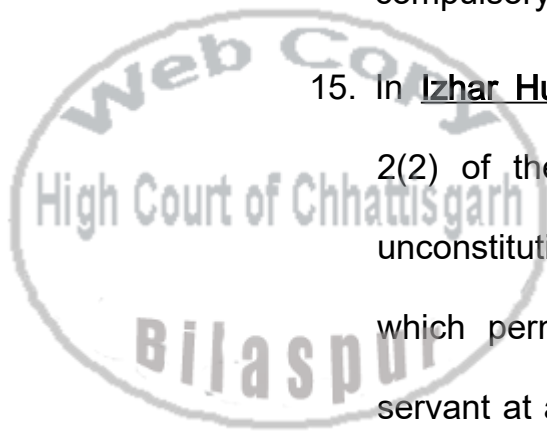 compulsory
Web Copy
15. In Izhar Hu
2(2) of the
High Court of Chhattisgarh
unconstituti
which perm
Bilaspur
servant at a